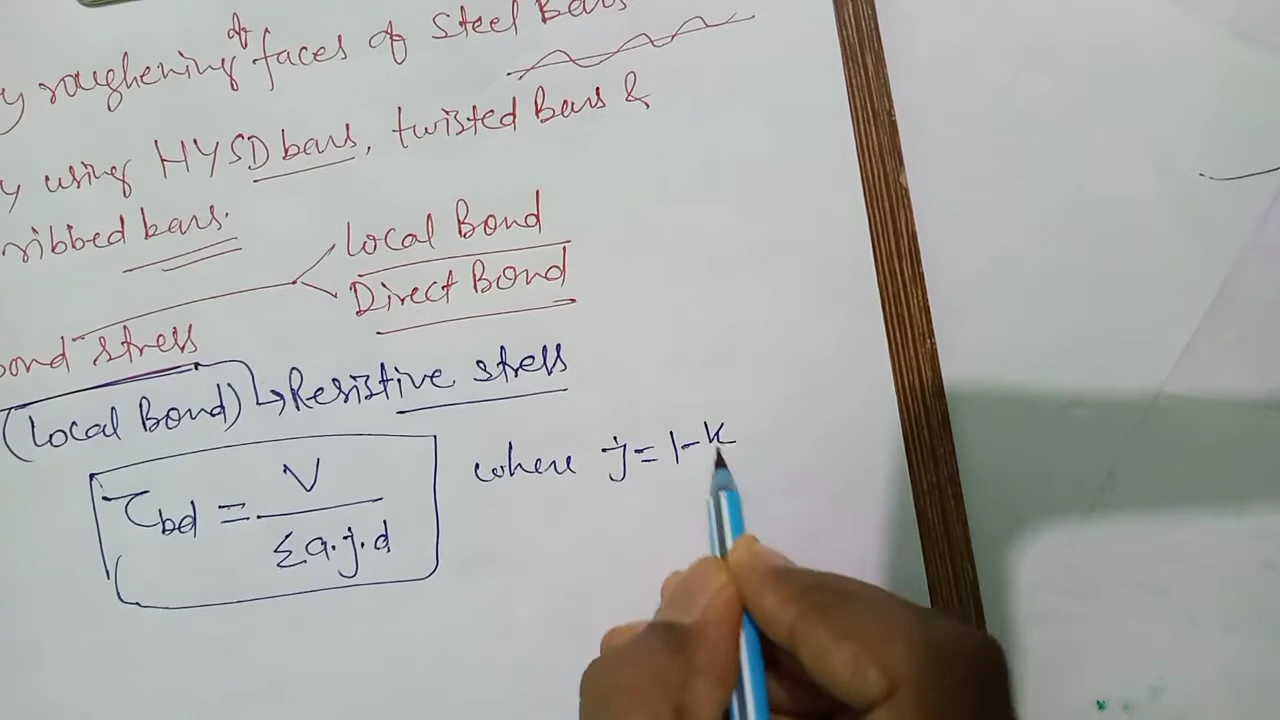 y roughening of faces of Steel Bars
y using HYSD bars, twisted Bars &
ribbed bars.
Local Bond
Direct Bond
bond stress
(Local Bond) ↳ Resistive stress
τbd = V / Σa.j.d
where j = 1-k